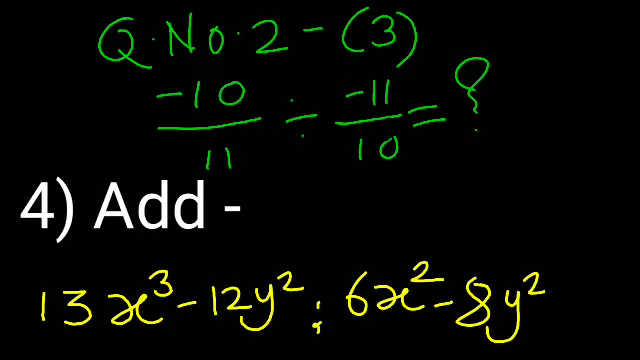 Q.No.2-(3)
-10/11 ÷ -11/10 = ?
4) Add -
13x³-12y² ; 6x²-8y²